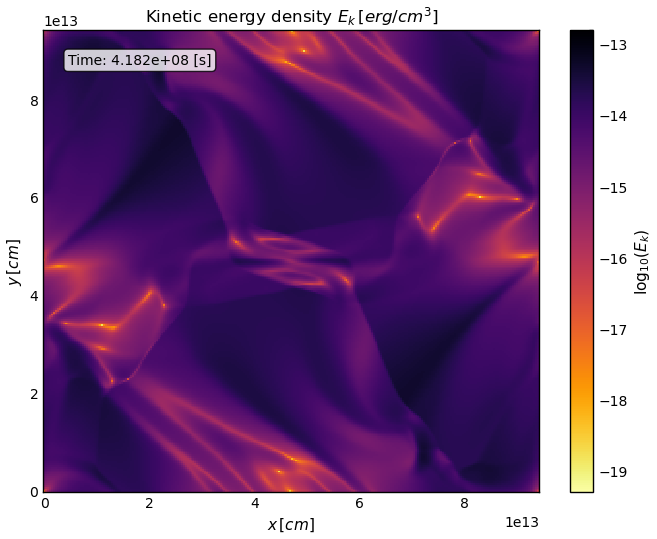 Kinetic energy density $E_k\,[erg/cm^3]$
1e13
Time: 4.182e+08 [s]
8
6
4
2
0
y [cm]
0 2 4 6 8
1e13
x [cm]
−13
−14
−15
−16
−17
−18
−19
log₁₀(Eₖ)